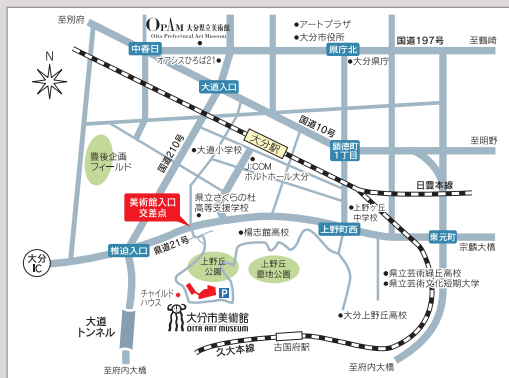 至別府
OPAM 大分県立美術館
Oita Prefectural Art Museum
●アートプラザ
●大分市役所
中春日
オアシスひろば21●
県庁北
国道197号
至鶴崎
●大分県庁
N
大道入口
国道10号
顕徳町
1丁目
至明野
大分駅
豊後企画
フィールド
国道210号
●大道小学校
J:COM
ホルトホール大分
日豊本線
美術館入口
交差点
県立さくらの杜
高等支援学校
●上野ヶ丘
中学校
●楊志館高校
上野町西
東元町
宗麟大橋
大分
IC
県道21号
椎迫入口
上野丘
公園
上野丘
墓地公園
●県立芸術緑丘高校
●県立芸術文化短期大学
チャイルド
ハウス
P
大分市美術館
OITA ART MUSEUM
●大分上野丘高校
大道
トンネル
久大本線
古国府駅
至府内大橋
至府内大橋